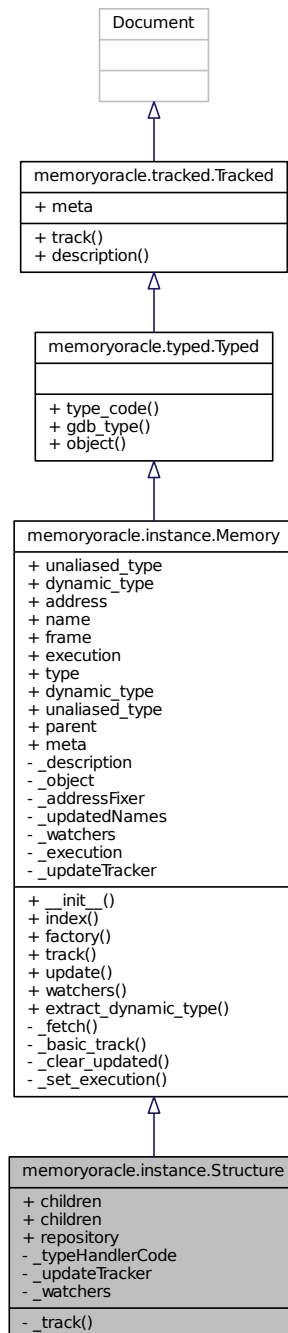 Document
memoryoracle.tracked.Tracked
+ meta
+ track()
+ description()
memoryoracle.typed.Typed
+ type_code()
+ gdb_type()
+ object()
memoryoracle.instance.Memory
+ unaliased_type
+ dynamic_type
+ address
+ name
+ frame
+ execution
+ type
+ dynamic_type
+ unaliased_type
+ parent
+ meta
- _description
- _object
- _addressFixer
- _updatedNames
- _watchers
- _execution
- _updateTracker
+ __init__()
+ index()
+ factory()
+ track()
+ update()
+ watchers()
+ extract_dynamic_type()
- _fetch()
- _basic_track()
- _clear_updated()
- _set_execution()
memoryoracle.instance.Structure
+ children
+ children
+ repository
- _typeHandlerCode
- _updateTracker
- _watchers
- _track()